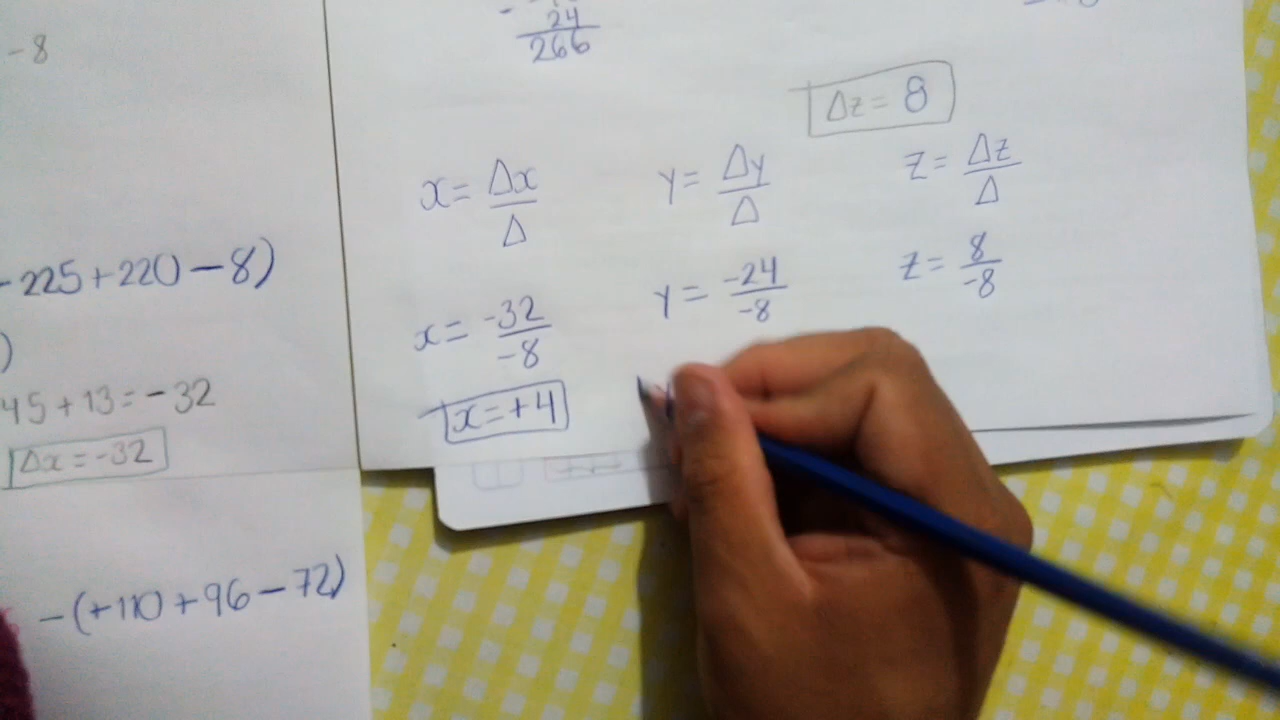 -8
-225+220-8)
)
45+13=-32
Δx=-32
-(+110+96-72)
24
266
Δz=8
x=Δx/Δ y=Δy/Δ z=Δz/Δ
x=-32/-8 y=-24/-8 z=8/-8
x=+4